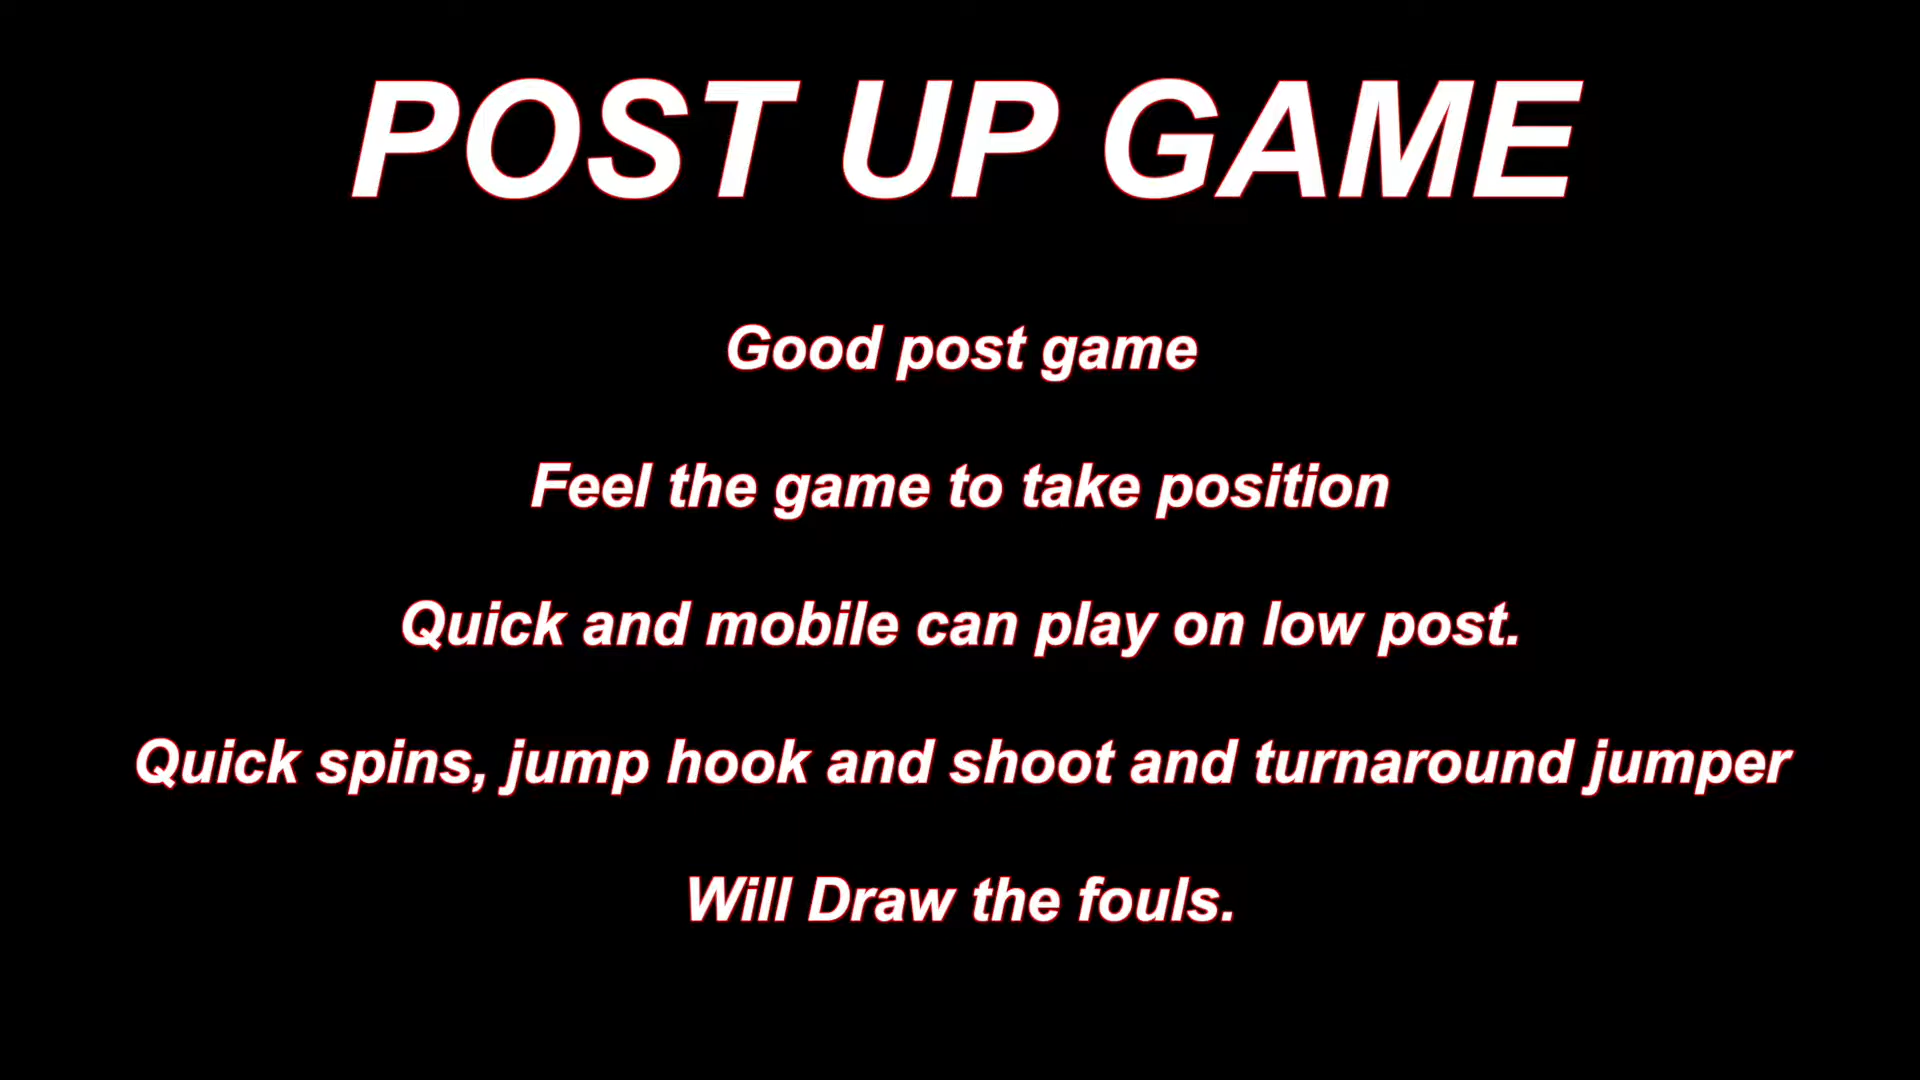 POST UP GAME
Good post game
Feel the game to take position
Quick and mobile can play on low post.
Quick spins, jump hook and shoot and turnaround jumper
Will Draw the fouls.